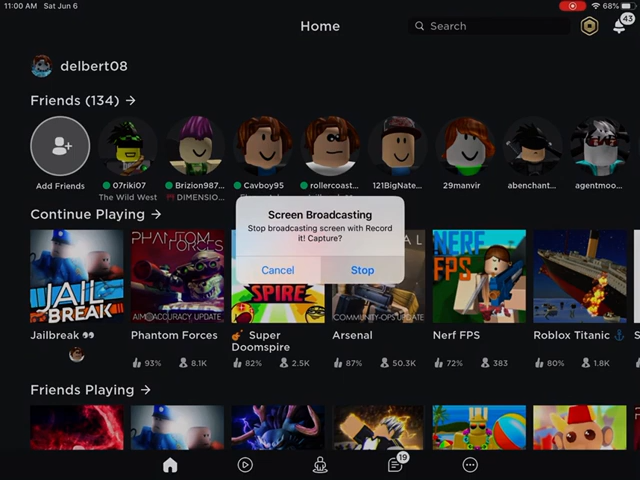 11:00 AM Sat Jun 6
68%
Home
Search
43
delbert08
Friends (134) →
Add Friends
07riki07
The Wild West
Brizion987...
DIMENSIO...
Cavboy95
rollercoast...
121BigNate...
29manvir
abenchant...
agentmoo...
Screen Broadcasting
Stop broadcasting screen with Record
it! Capture?
Cancel
Stop
Continue Playing →
JAIL
BREAK
PHANTOM
FORCES
AIM ACCURACY UPDATE
SPIRE
COMMUNITY-OPS UPDATE
NERF
FPS
Jailbreak 👀
Phantom Forces
🎸 Super
Doomspire
Arsenal
Nerf FPS
Roblox Titanic ⚓
93%
8.1K
82%
2.5K
87%
50.3K
72%
383
80%
1.8K
Friends Playing →
19